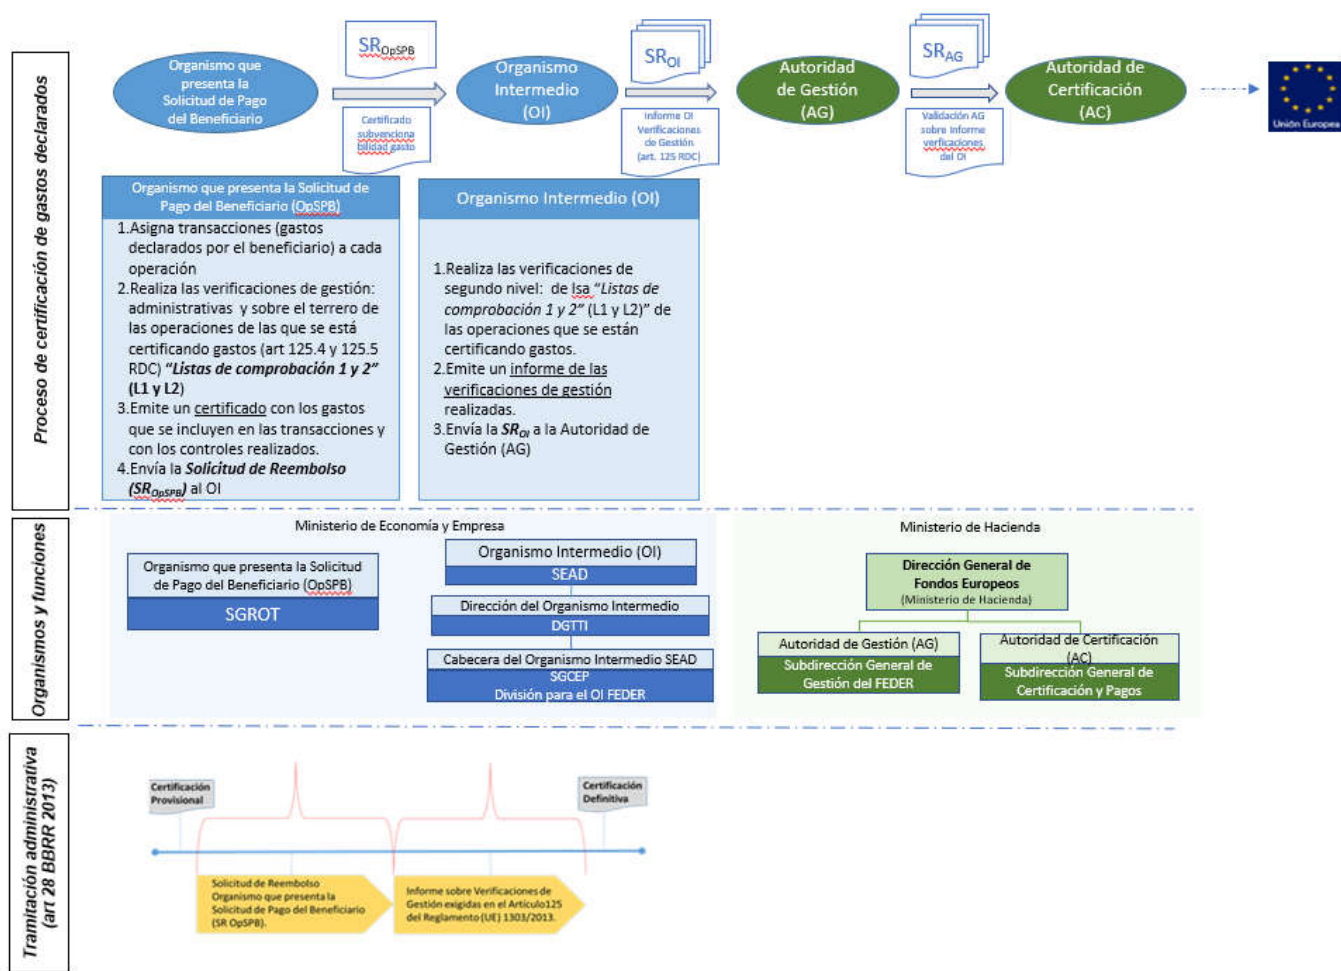 Proceso de certificación de gastos declarados
Organismo que
presenta la
Solicitud de Pago
del Beneficiario
SROpSPB
Certificado
subvenciona
bilidad gasto
Organismo
Intermedio
(OI)
SROI
Informe OI
Verificaciones
de Gestión
(art. 125 RDC)
Autoridad
de Gestión
(AG)
SRAG
Validación AG
sobre Informe
verficaciones
del OI
Autoridad de
Certificación
(AC)
Unión Europea
Organismo que presenta la Solicitud de
Pago del Beneficiario (OpSPB)
1.Asigna transacciones (gastos
declarados por el beneficiario) a cada
operación
2.Realiza las verificaciones de gestión:
administrativas y sobre el terrero de
las operaciones de las que se está
certificando gastos (art 125.4 y 125.5
RDC) “Listas de comprobación 1 y 2”
(L1 y L2)
3.Emite un certificado con los gastos
que se incluyen en las transacciones y
con los controles realizados.
4.Envía la Solicitud de Reembolso
(SROpSPB) al OI
Organismo Intermedio (OI)
1.Realiza las verificaciones de
segundo nivel: de lsa “Listas de
comprobación 1 y 2” (L1 y L2)” de
las operaciones que se están
certificando gastos.
2.Emite un informe de las
verificaciones de gestión
realizadas.
3.Envía la SROI a la Autoridad de
Gestión (AG)
Organismos y funciones
Ministerio de Economía y Empresa
Organismo que presenta la Solicitud
de Pago del Beneficiario (OpSPB)
SGROT
Organismo Intermedio (OI)
SEAD
Dirección del Organismo Intermedio
DGTTI
Cabecera del Organismo Intermedio SEAD
SGCEP
División para el OI FEDER
Ministerio de Hacienda
Dirección General de
Fondos Europeos
(Ministerio de Hacienda)
Autoridad de Gestión (AG)
Subdirección General de
Gestión del FEDER
Autoridad de Certificación
(AC)
Subdirección General de
Certificación y Pagos
Tramitación administrativa
(art 28 BBRR 2013)
Certificación
Provisional
Certificación
Definitiva
Solicitud de Reembolso
Organismo que presenta la
Solicitud de Pago del Beneficiario
(SR OpSPB).
Informe sobre Verificaciones de
Gestión exigidas en el Artículo125
del Reglamento (UE) 1303/2013.